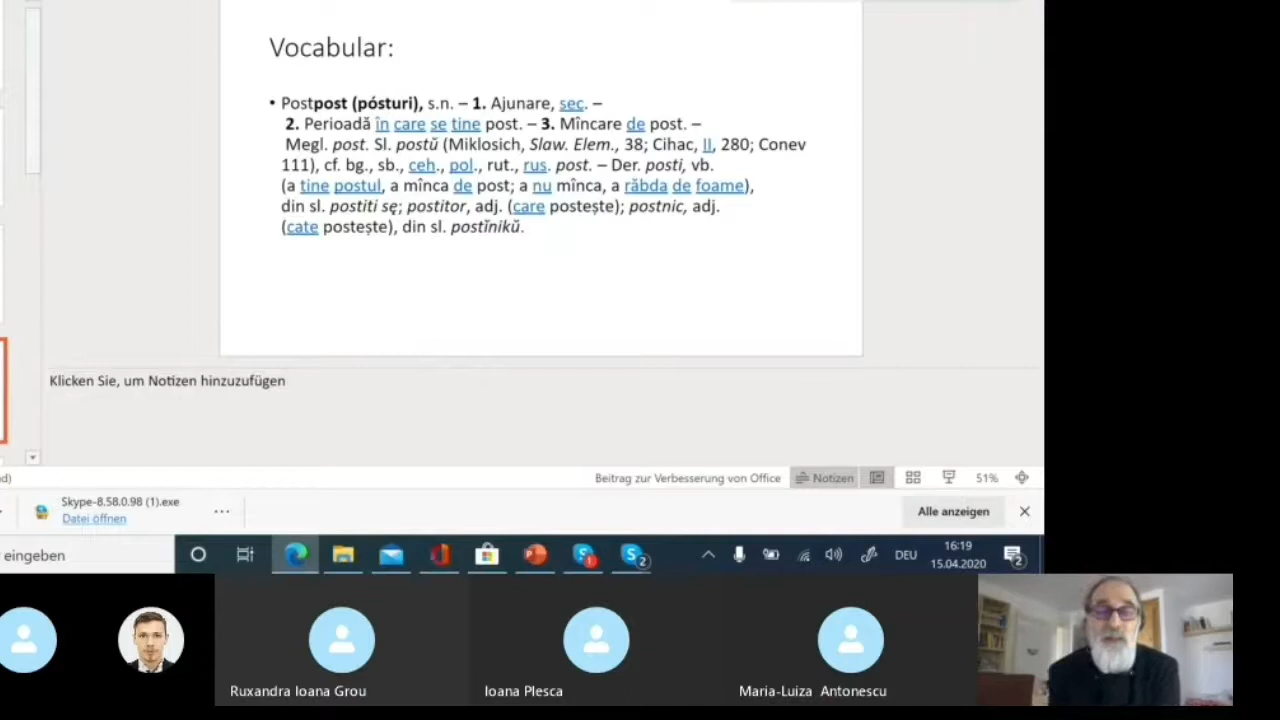 Vocabular:
• Postpost (pósturi), s.n. – 1. Ajunare, sec. –
2. Perioadă în care se tine post. – 3. Mîncare de post. –
Megl. post. Sl. postŭ (Miklosich, Slaw. Elem., 38; Cihac, II, 280; Conev
111), cf. bg., sb., ceh., pol., rut., rus. post. – Der. posti, vb.
(a tine postul, a mînca de post; a nu mînca, a răbda de foame),
din sl. postiti sę; postitor, adj. (care postește); postnic, adj.
(cate postește), din sl. postĭnikŭ.
Klicken Sie, um Notizen hinzuzufügen
d)
Beitrag zur Verbesserung von Office
Notizen
51%
Skype-8.58.0.98 (1).exe
Datei öffnen
...
Alle anzeigen
eingeben
DEU
16:19
15.04.2020
2
2
Ruxandra Ioana Grou
Ioana Plesca
Maria-Luiza Antonescu